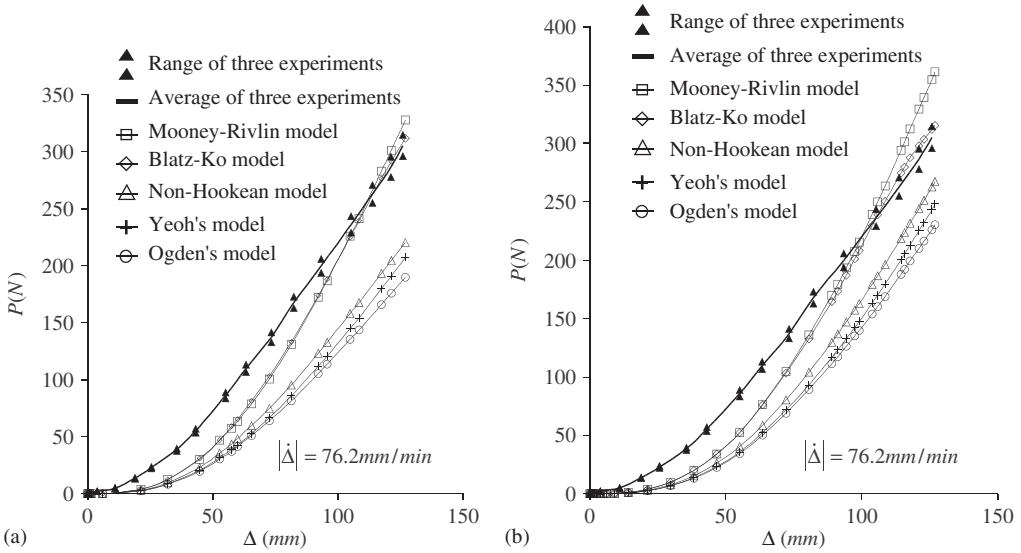 Range of three experiments
Average of three experiments
Mooney-Rivlin model
Blatz-Ko model
Non-Hookean model
Yeoh's model
Ogden's model
350
300
250
200
150
100
50
0
P(N)
|Δ̇| = 76.2mm/min
0
50
100
150
Δ (mm)
(a)
Range of three experiments
Average of three experiments
Mooney-Rivlin model
Blatz-Ko model
Non-Hookean model
Yeoh's model
Ogden's model
400
350
300
250
200
150
100
50
0
P(N)
|Δ̇| = 76.2mm/min
0
50
100
150
Δ (mm)
(b)